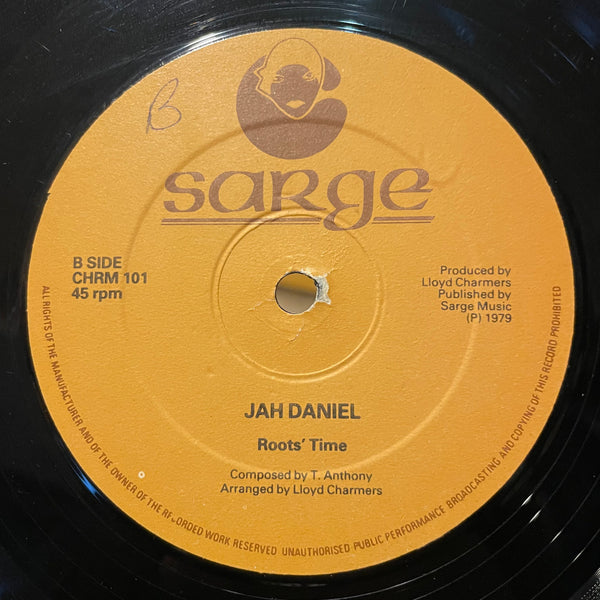 B
sarge
B SIDE
CHRM 101
45 rpm
Produced by
Lloyd Charmers
Published by
Sarge Music
(P) 1979
JAH DANIEL
Roots' Time
Composed by T. Anthony
Arranged by Lloyd Charmers
ALL RIGHTS OF THE MANUFACTURER AND OF THE OWNER OF THE RECORDED WORK RESERVED UNAUTHORISED PUBLIC PERFORMANCE BROADCASTING AND COPYING OF THIS RECORD PROHIBITED